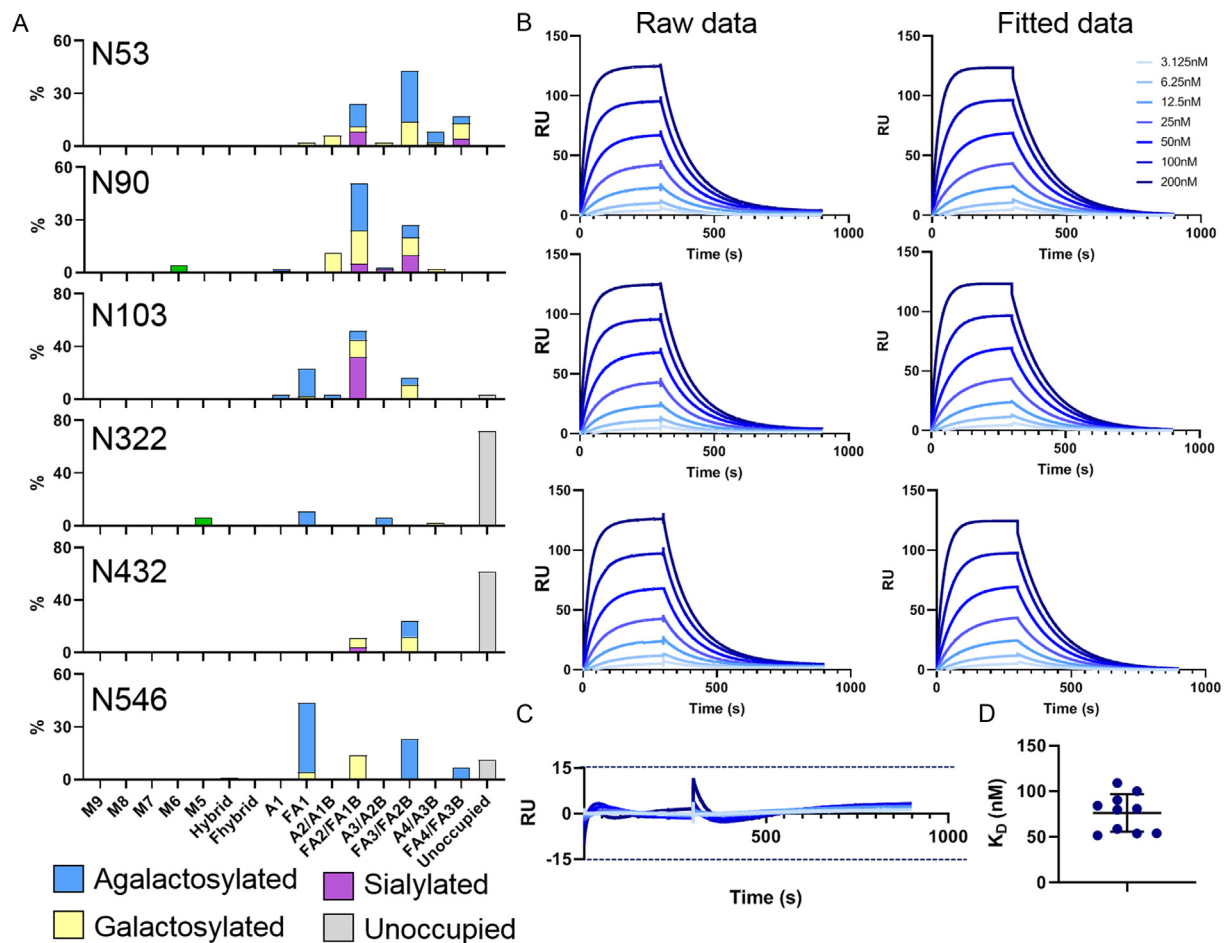 A
N53
60
30
0
%
N90
60
30
0
%
N103
80
40
0
%
N322
80
40
0
%
N432
80
40
0
%
N546
60
30
0
%
M9
M8
M7
M6
M5
Hybrid
Fhybrid
A1
FA1
A2/A1B
FA2/FA1B
A3/A2B
FA3/FA2B
A4/A3B
FA4/FA3B
Unoccupied
Agalactosylated
Sialylated
Galactosylated
Unoccupied
B
Raw data
Fitted data
150
100
50
0
RU
0
500
1000
Time (s)
150
100
50
0
RU
0
500
1000
Time (s)
3.125nM
6.25nM
12.5nM
25nM
50nM
100nM
200nM
150
100
50
0
RU
0
500
1000
Time (s)
150
100
50
0
RU
0
500
1000
Time (s)
150
100
50
0
RU
0
500
1000
Time (s)
150
100
50
0
RU
0
500
1000
Time (s)
C
15
0
-15
RU
500
1000
Time (s)
D
150
100
50
0
KD (nM)